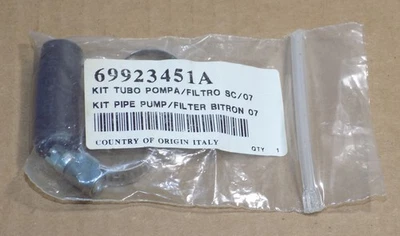 69923451A
KIT TUBO POMPA/FILTRO SC/07
KIT PIPE PUMP/FILTER BITRON 07
COUNTRY OF ORIGIN ITALY
QTY 1